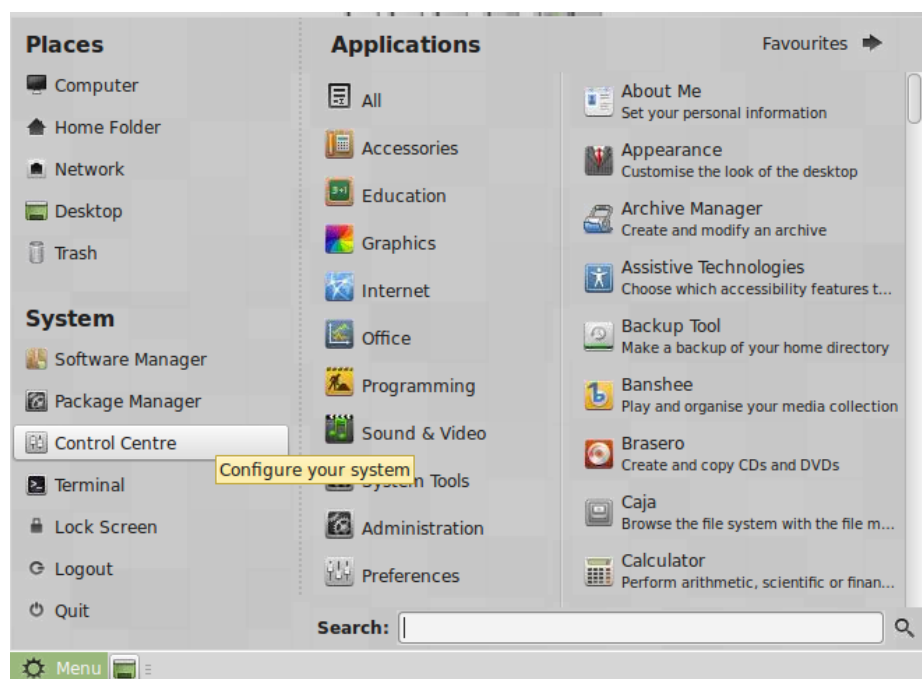 Places
Computer
Home Folder
Network
Desktop
Trash
System
Software Manager
Package Manager
Control Centre
Configure your system
Terminal
Lock Screen
Logout
Quit
Applications
All
Accessories
Education
Graphics
Internet
Office
Programming
Sound & Video
System Tools
Administration
Preferences
Favourites
About Me
Set your personal information
Appearance
Customise the look of the desktop
Archive Manager
Create and modify an archive
Assistive Technologies
Choose which accessibility features t...
Backup Tool
Make a backup of your home directory
Banshee
Play and organise your media collection
Brasero
Create and copy CDs and DVDs
Caja
Browse the file system with the file m...
Calculator
Perform arithmetic, scientific or finan...
Search:
Menu